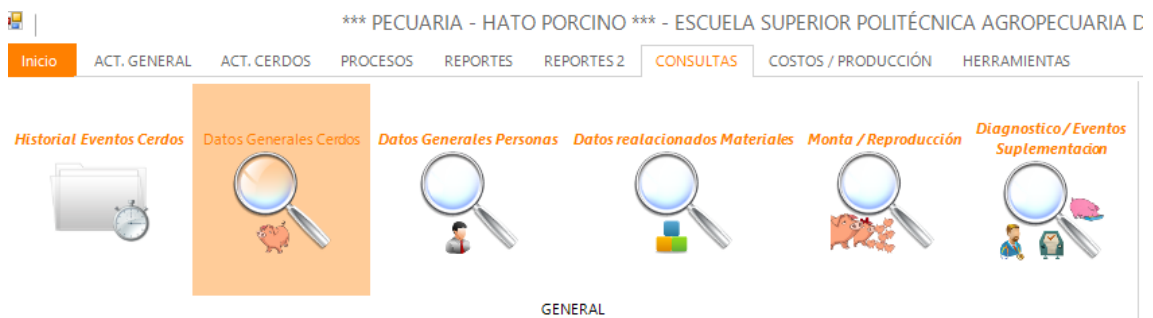 *** PECUARIA - HATO PORCINO *** - ESCUELA SUPERIOR POLITÉCNICA AGROPECUARIA D
Inicio ACT. GENERAL ACT. CERDOS PROCESOS REPORTES REPORTES 2 CONSULTAS COSTOS / PRODUCCIÓN HERRAMIENTAS
Historial Eventos Cerdos Datos Generales Cerdos Datos Generales Personas Datos realacionados Materiales Monta / Reproducción Diagnostico / Eventos
Suplementacion
GENERAL